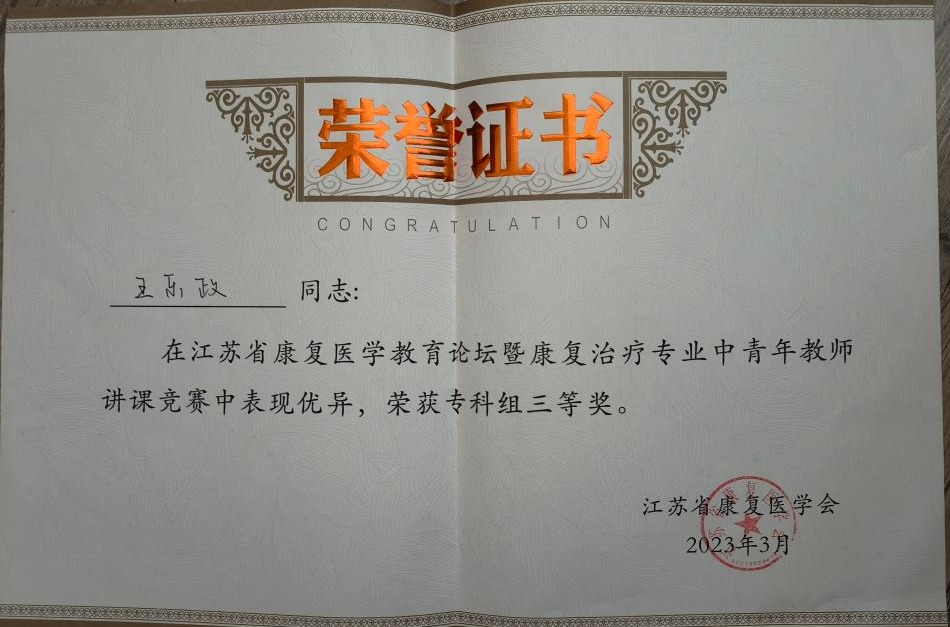 荣誉证书
CONGRATULATION
王乐政 同志:
在江苏省康复医学教育论坛暨康复治疗专业中青年教师
讲课竞赛中表现优异，荣获专科组三等奖。
江苏省康复医学会
2023年3月